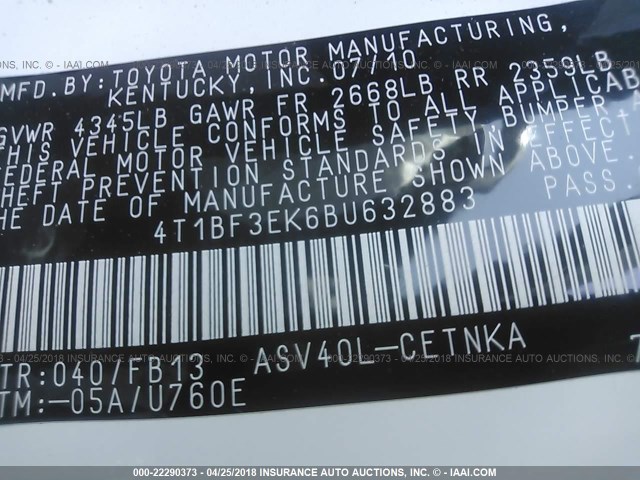 MFD.BY:TOYOTA MOTOR MANUFACTURING,
KENTUCKY,INC.07/10
GVWR 4345LB GAWR FR 2668LB RR 2355LB
THIS VEHICLE CONFORMS TO ALL APPLICAB
FEDERAL MOTOR VEHICLE SAFETY BUMPER,
THEFT PREVENTION STANDARDS IN EFFECT
THE DATE OF MANUFACTURE SHOWN ABOVE.
4T1BF3EK6BU632883 PASS.
TR:040/FB13 ASV40L-CETNKA 7
TM:-05A/U760E
000-22290373 - 04/25/2018 INSURANCE AUTO AUCTIONS INC. - © - IAAI.COM